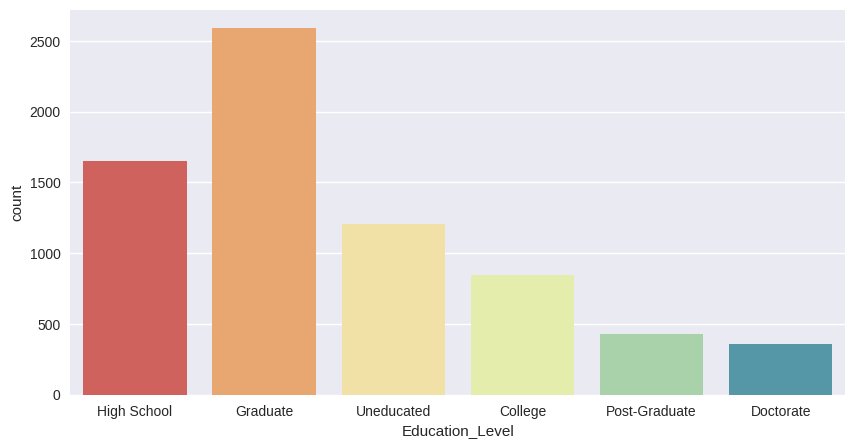 2500
2000
1500
1000
500
0
count
High School Graduate Uneducated College Post-Graduate Doctorate
Education_Level